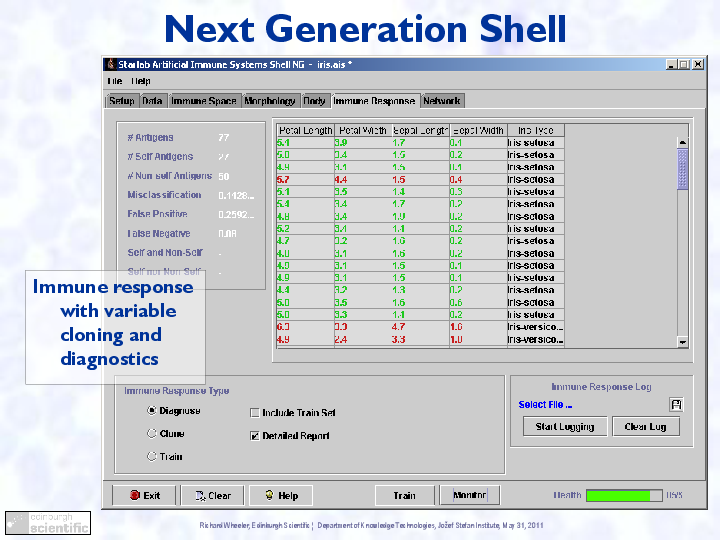 Next Generation Shell
Starlab Artificial Immune Systems Shell NG - iris.ais *
File Help
Setup Data Immune Space Morphology Body Immune Response Network
# Antigens 77
# Self Antigens 27
# Non-self Antigens 50
Misclassification 0.1428...
False Positive 0.2592...
False Negative 0.08
Self and Non-Self -
Self nor Non-Self -
Petal Length Petal Width Sepal Length Sepal Width Iris Type
5.4 3.9 1.7 0.4 Iris-setosa
5.0 3.4 1.5 0.2 Iris-setosa
4.9 3.1 1.5 0.1 Iris-setosa
5.7 4.4 1.5 0.4 Iris-setosa
5.1 3.5 1.4 0.3 Iris-setosa
5.4 3.4 1.7 0.2 Iris-setosa
4.8 3.4 1.9 0.2 Iris-setosa
5.2 3.4 1.4 0.2 Iris-setosa
4.7 3.2 1.6 0.2 Iris-setosa
4.8 3.1 1.6 0.2 Iris-setosa
4.9 3.1 1.5 0.1 Iris-setosa
4.9 3.1 1.5 0.1 Iris-setosa
4.4 3.2 1.3 0.2 Iris-setosa
5.0 3.5 1.6 0.6 Iris-setosa
5.0 3.3 1.4 0.2 Iris-setosa
6.3 3.3 4.7 1.6 Iris-versico...
4.9 2.4 3.3 1.0 Iris-versico...
Immune response
with variable
cloning and
diagnostics
Immune Response Type
Diagnose
Clone
Train
Include Train Set
Detailed Report
Immune Response Log
Select File ...
Start Logging Clear Log
Exit Clear Help Train Monitor Health
edinburgh
scientific
Richard Wheeler, Edinburgh Scientific ¦ Department of Knowledge Technologies, Jožef Stefan Institute, May 31, 2011